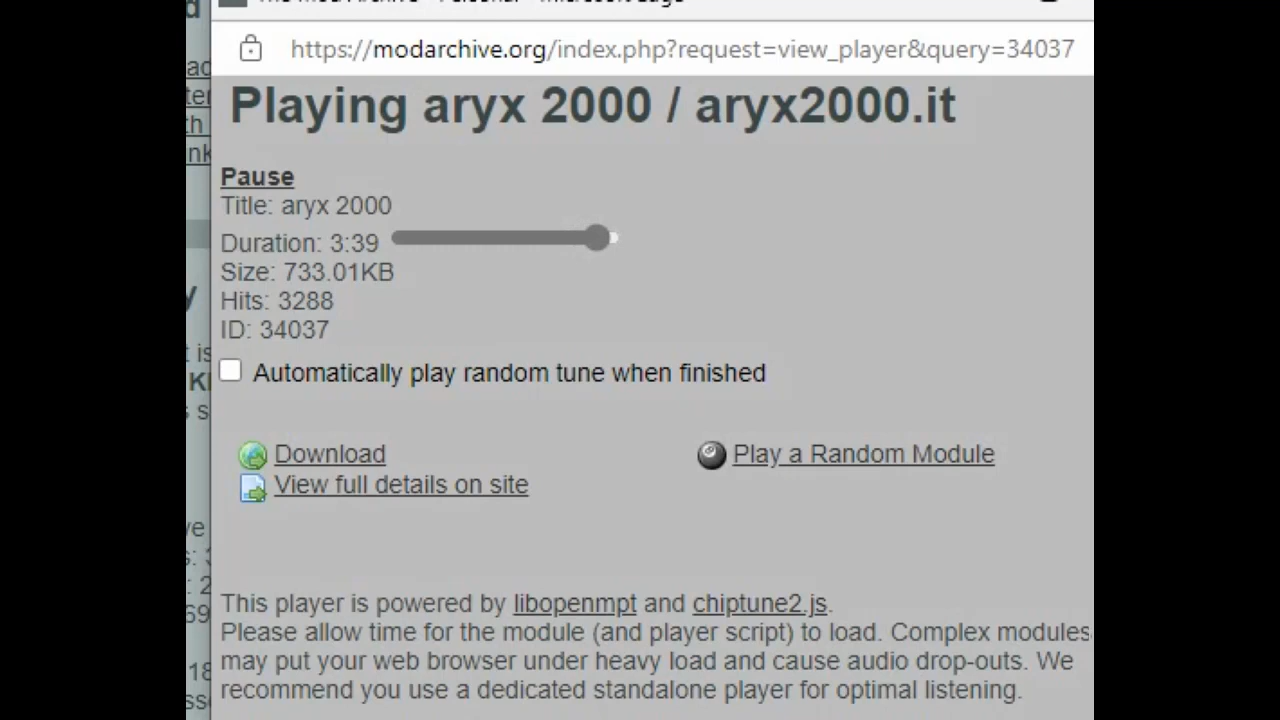 https://modarchive.org/index.php?request=view_player&query=34037
Playing aryx 2000 / aryx2000.it
Pause
Title: aryx 2000
Duration: 3:39
Size: 733.01KB
Hits: 3288
ID: 34037
Automatically play random tune when finished
Download
Play a Random Module
View full details on site
This player is powered by libopenmpt and chiptune2.js.
Please allow time for the module (and player script) to load. Complex modules
may put your web browser under heavy load and cause audio drop-outs. We
recommend you use a dedicated standalone player for optimal listening.